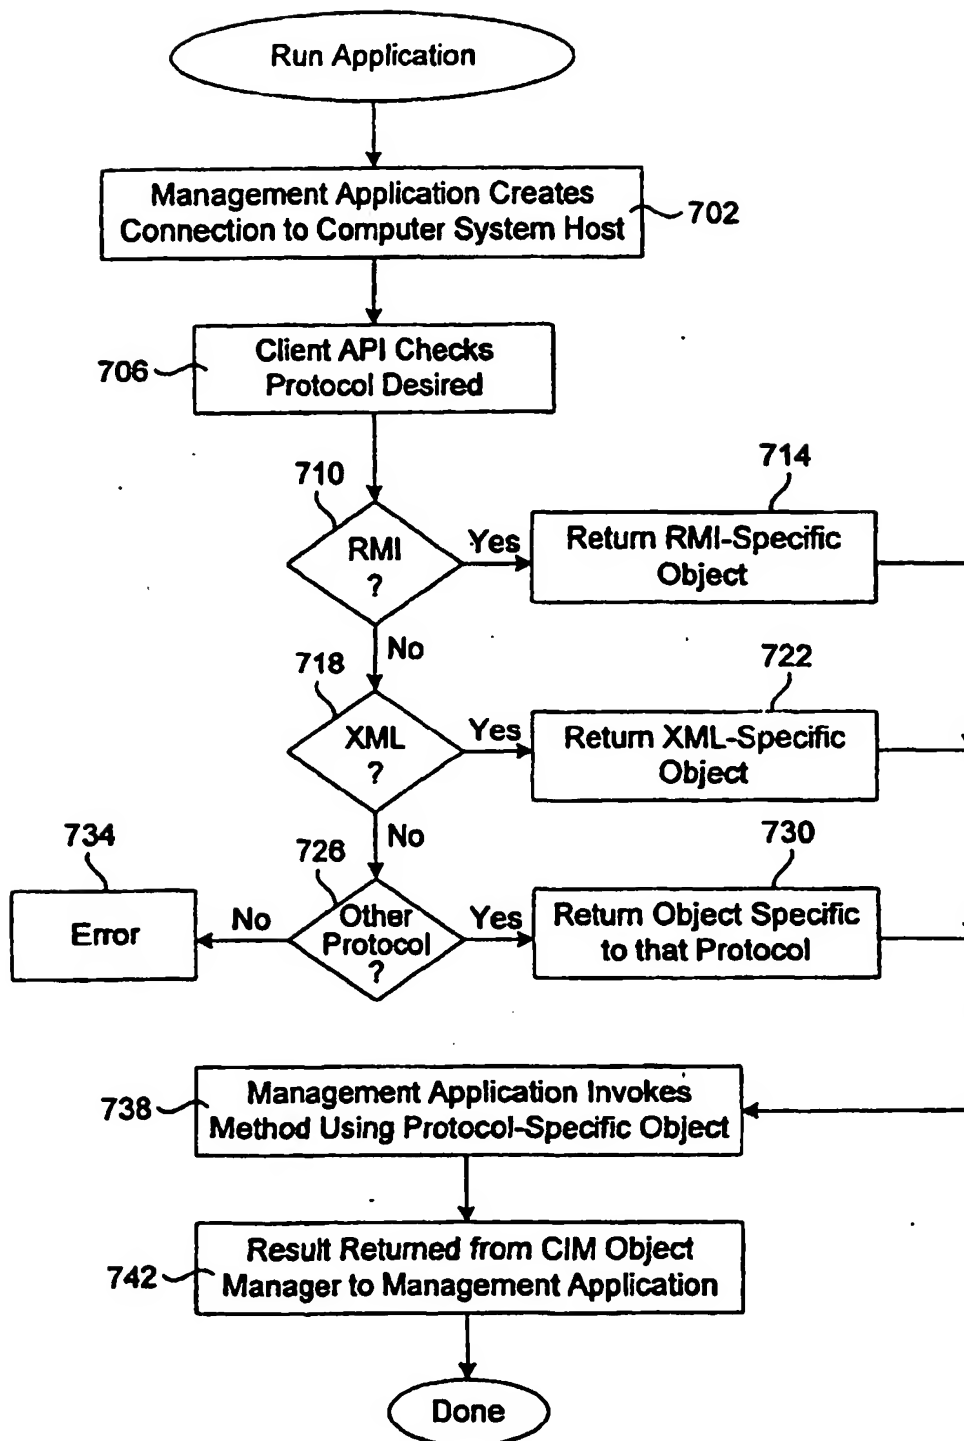 Run Application
Management Application Creates
Connection to Computer System Host
702
Client API Checks
Protocol Desired
706
710
RMI
?
Yes
714
Return RMI-Specific
Object
No
718
XML
?
Yes
722
Return XML-Specific
Object
No
726
Other
Protocol
?
Yes
730
Return Object Specific
to that Protocol
No
734
Error
738
Management Application Invokes
Method Using Protocol-Specific Object
742
Result Returned from CIM Object
Manager to Management Application
Done